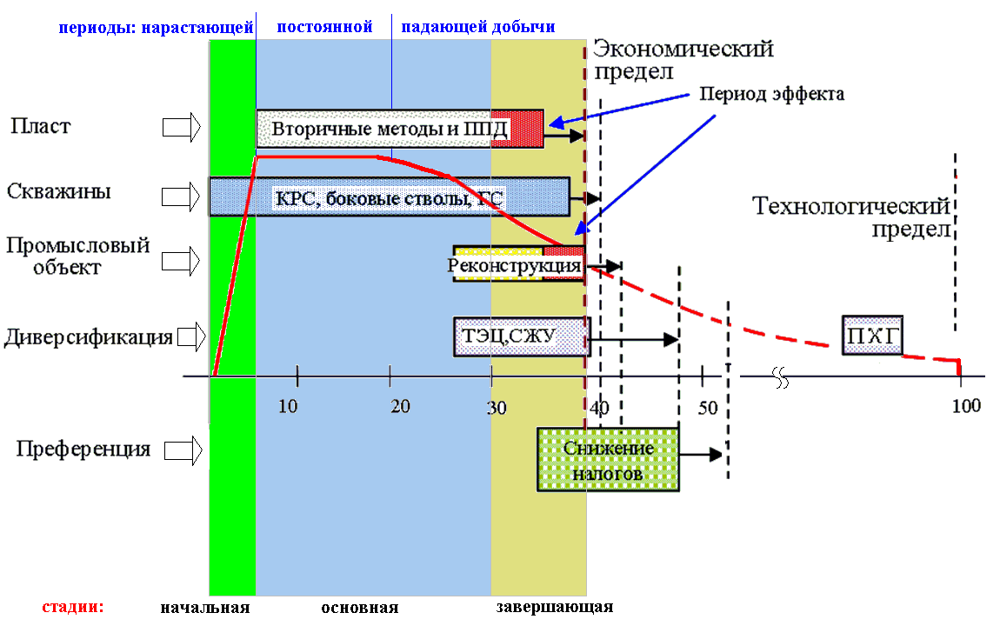 периоды: нарастающей постоянной падающей добычи
Экономический
предел
Период эффекта
Пласт
Вторичные методы и ППД
Скважины
КРС, боковые стволы, ГС
Технологический
предел
Промысловый
объект
Реконструкция
Диверсификация
ТЭЦ,СЖУ
ПХГ
10 20 30 40 50 100
Преференция
Снижение
налогов
стадии: начальная основная завершающая